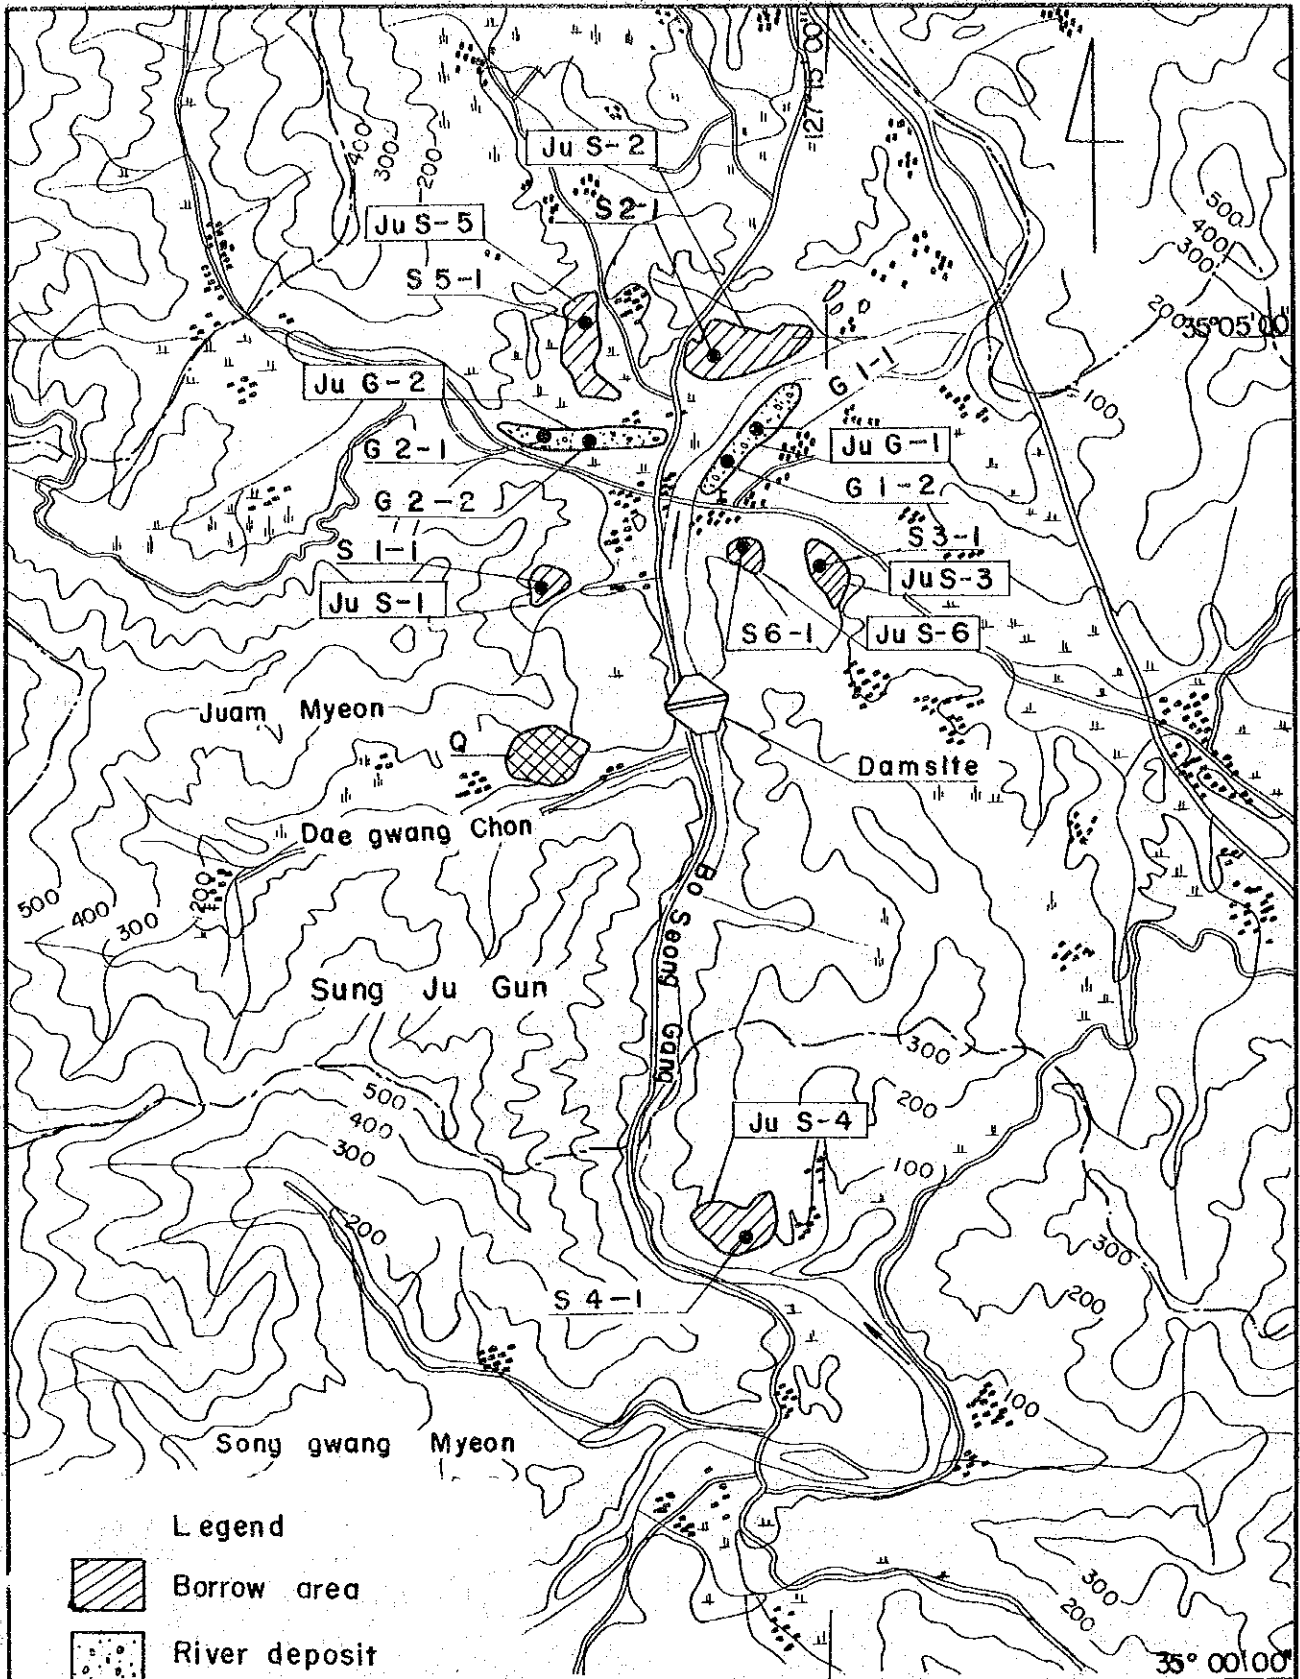 127°15'00"
Ju S-2
400
300
200
S2-1
Ju S-5
S 5-1
500
400
300
200
35°05'00"
Ju G-2
G 1-1
100
G 2-1
Ju G-1
G 2-2
G 1-2
S 1-1
S 3-1
Ju S-1
Ju S-3
S 6-1
Ju S-6
Juam Myeon
Q
Damsite
Dae gwang Chon
500
400
300
200
Bo Seong Gang
Sung Ju Gun
300
500
400
300
200
Ju S-4
100
200
300
200
S 4-1
100
Song gwang Myeon
Legend
Borrow area
River deposit
300
200
35° 00'00"